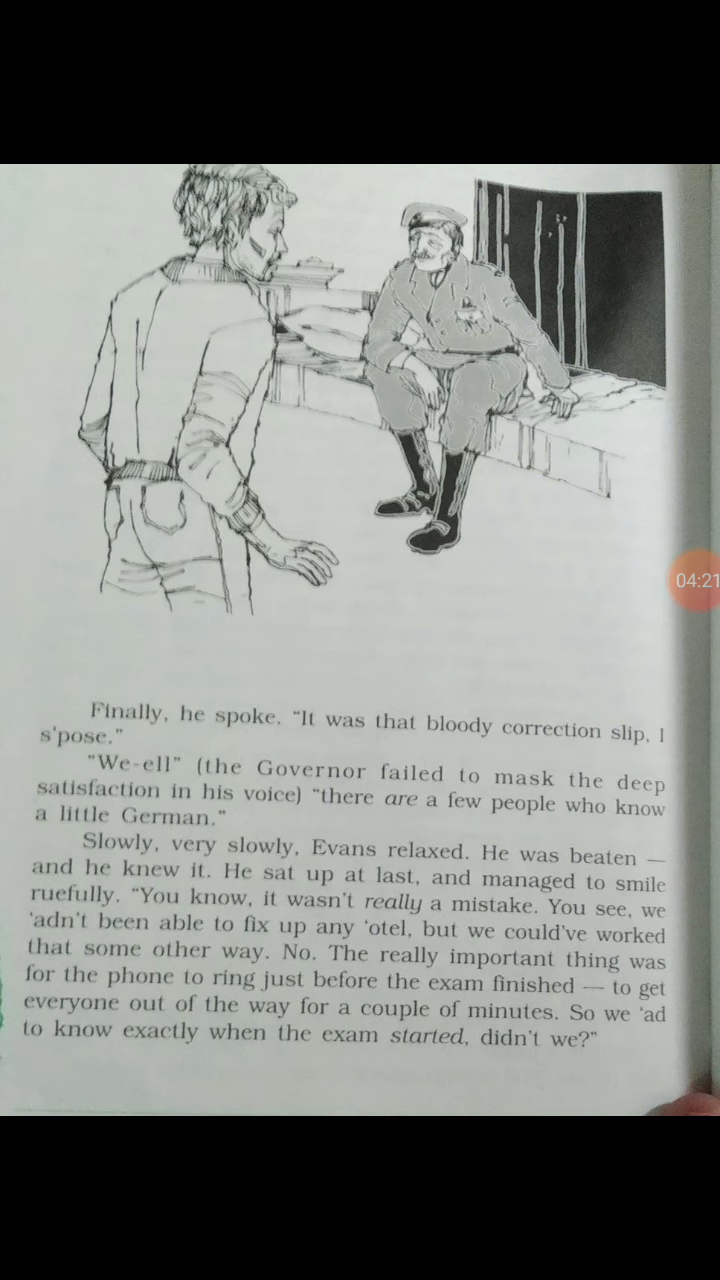 04:21
Finally, he spoke, “It was that bloody correction slip, I
s'pose.”
"We-ell" (the Governor failed to mask the deep
satisfaction in his voice) “there are a few people who know
a little German.”
Slowly, very slowly, Evans relaxed. He was beaten —
and he knew it. He sat up at last, and managed to smile
ruefully. “You know, it wasn't really a mistake. You see, we
‘adn't been able to fix up any ‘otel, but we could've worked
that some other way. No. The really important thing was
for the phone to ring just before the exam finished — to get
everyone out of the way for a couple of minutes. So we ‘ad
to know exactly when the exam started, didn't we?”